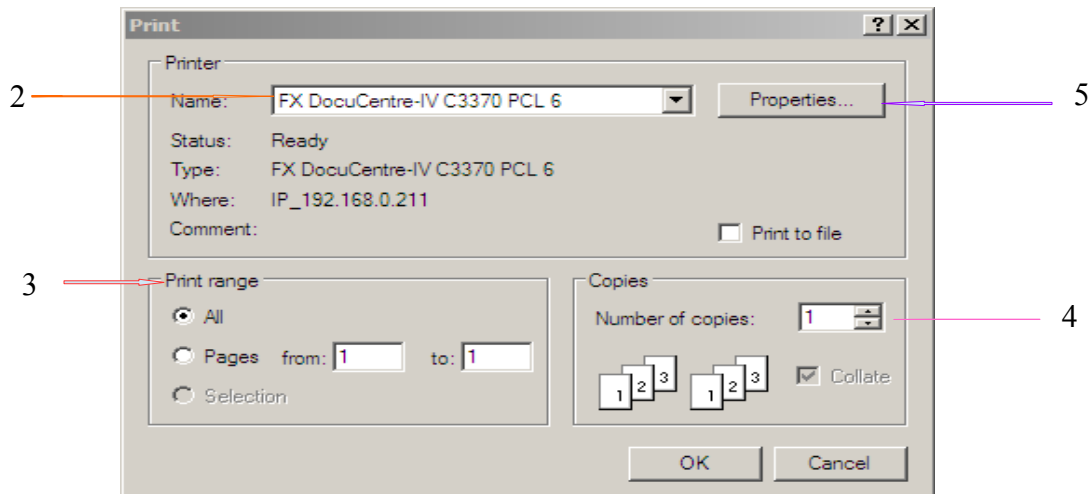 Print
Printer
2 Name: FX DocuCentre-IV C3370 PCL 6 Properties... 5
Status: Ready
Type: FX DocuCentre-IV C3370 PCL 6
Where: IP_192.168.0.211
Comment: Print to file
3 Print range Copies
All Number of copies: 1 4
Pages from: 1 to: 1 1 2 3 1 2 3 Collate
Selection
OK Cancel